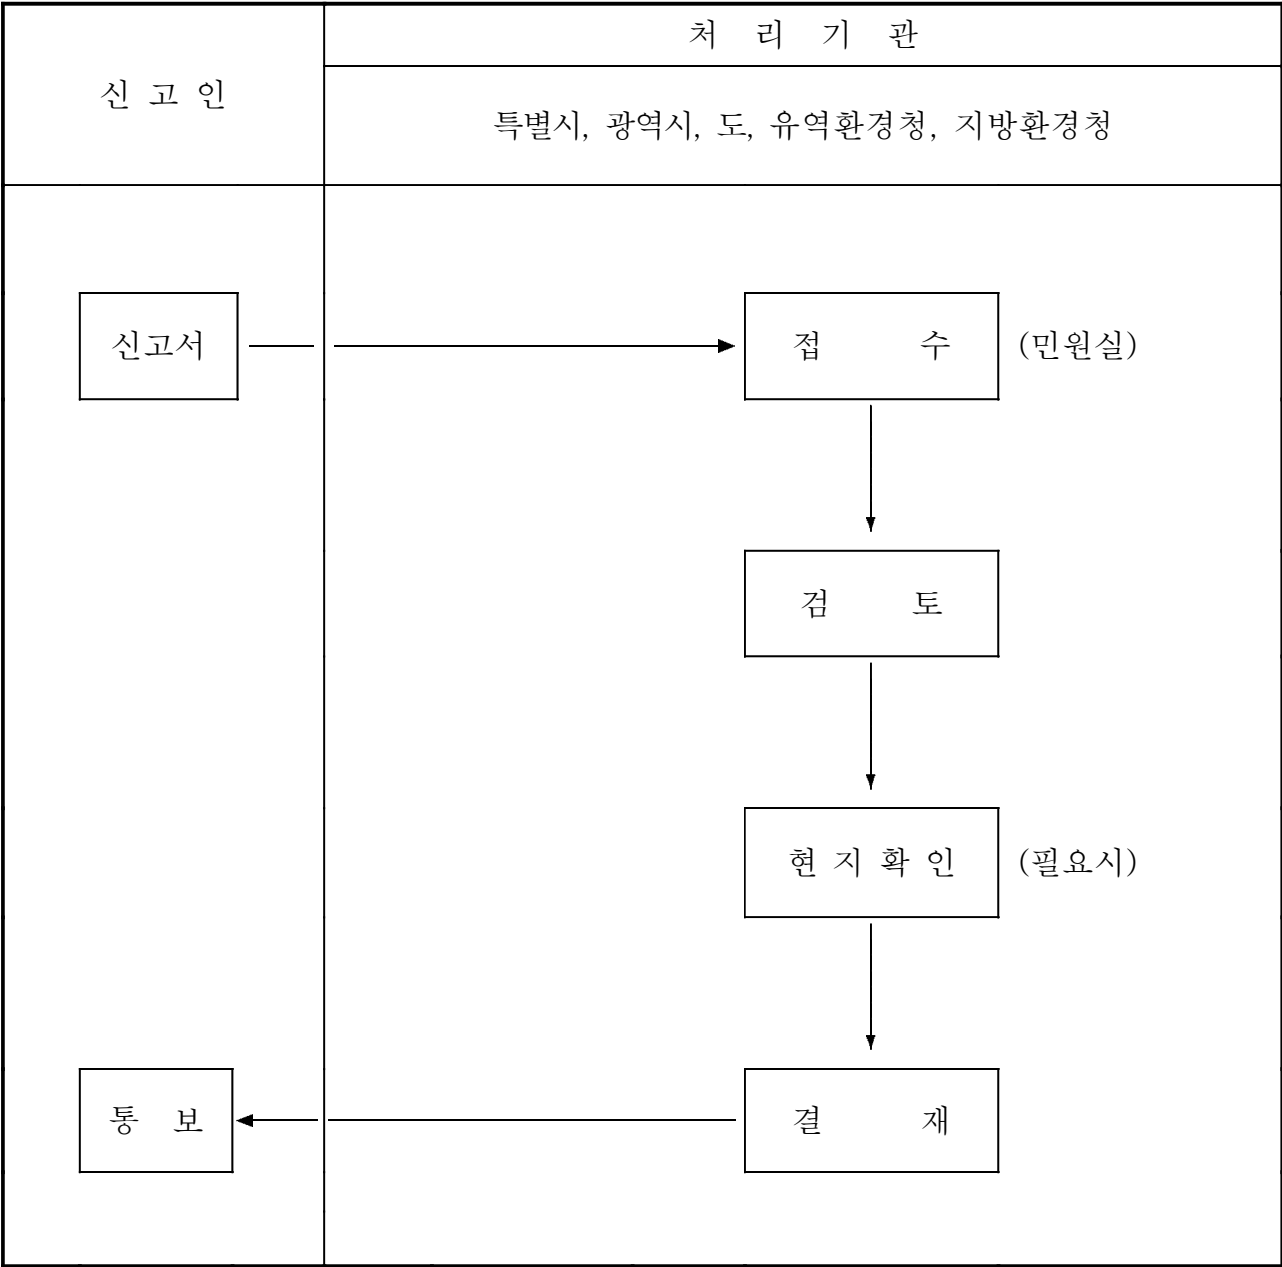 처 리 기 관
신 고 인
특별시, 광역시, 도, 유역환경청, 지방환경청
신고서
접 수 (민원실)
검 토
현 지 확 인 (필요시)
통 보
결 재